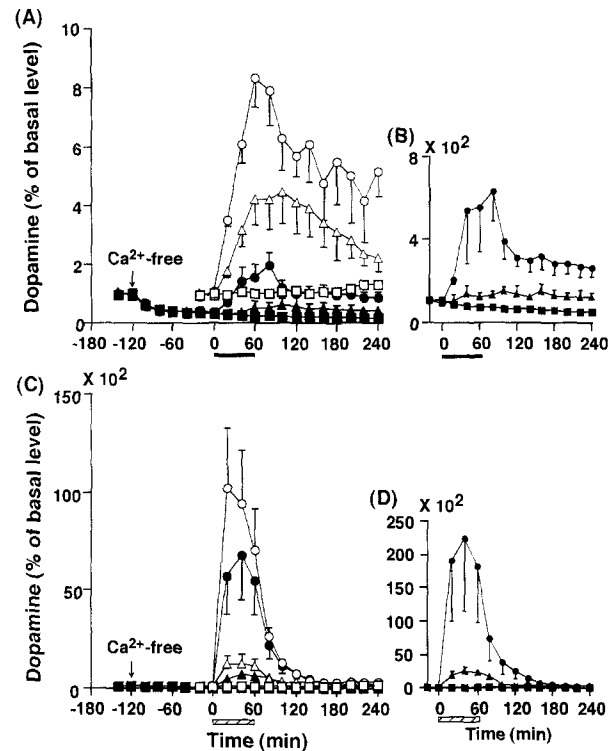 (A)
10
8
6
4
2
0
Dopamine (% of basal level)
Ca2+-free
-180 -120 -60 0 60 120 180 240
(B)
X 10²
8
4
0
0 60 120 180 240
(C)
X 10²
150
100
50
0
Dopamine (% of basal level)
Ca2+-free
-180 -120 -60 0 60 120 180 240
Time (min)
(D)
X 10²
250
200
150
100
50
0
0 60 120 180 240
Time (min)